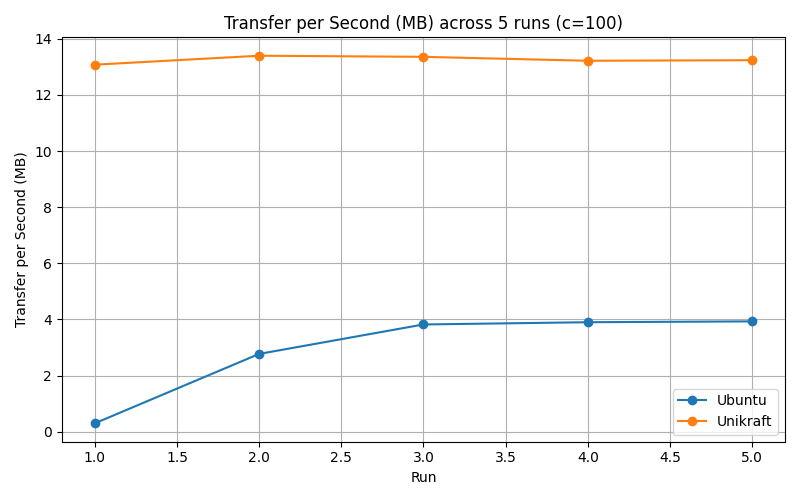 Transfer per Second (MB) across 5 runs (c=100)
Transfer per Second (MB)
14
12
10
8
6
4
2
0
1.0 1.5 2.0 2.5 3.0 3.5 4.0 4.5 5.0
Run
Ubuntu
Unikraft